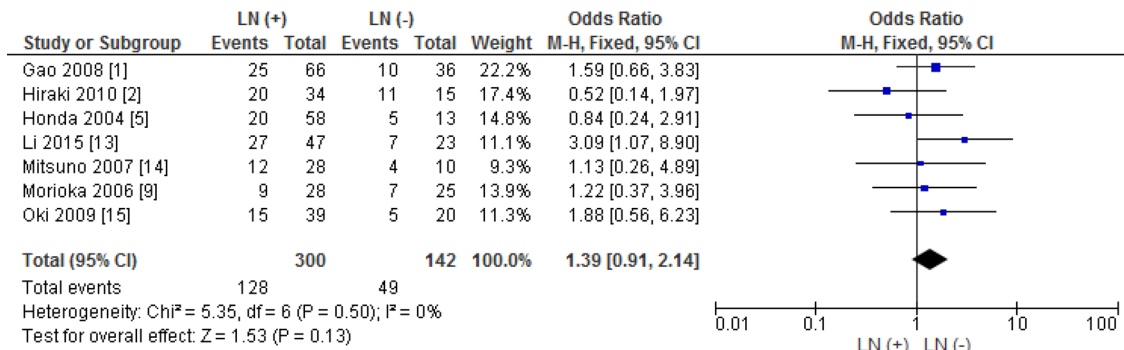 LN (+) LN (-) Odds Ratio Odds Ratio
Study or Subgroup Events Total Events Total Weight M-H, Fixed, 95% CI M-H, Fixed, 95% CI
Gao 2008 [1] 25 66 10 36 22.2% 1.59 [0.66, 3.83]
Hiraki 2010 [2] 20 34 11 15 17.4% 0.52 [0.14, 1.97]
Honda 2004 [5] 20 58 5 13 14.8% 0.84 [0.24, 2.91]
Li 2015 [13] 27 47 7 23 11.1% 3.09 [1.07, 8.90]
Mitsuno 2007 [14] 12 28 4 10 9.3% 1.13 [0.26, 4.89]
Morioka 2006 [9] 9 28 7 25 13.9% 1.22 [0.37, 3.96]
Oki 2009 [15] 15 39 5 20 11.3% 1.88 [0.56, 6.23]
Total (95% CI) 300 142 100.0% 1.39 [0.91, 2.14]
Total events 128 49
Heterogeneity: Chi² = 5.35, df = 6 (P = 0.50); I² = 0%
Test for overall effect: Z = 1.53 (P = 0.13)
0.01 0.1 1 10 100
LN (+) LN (-)